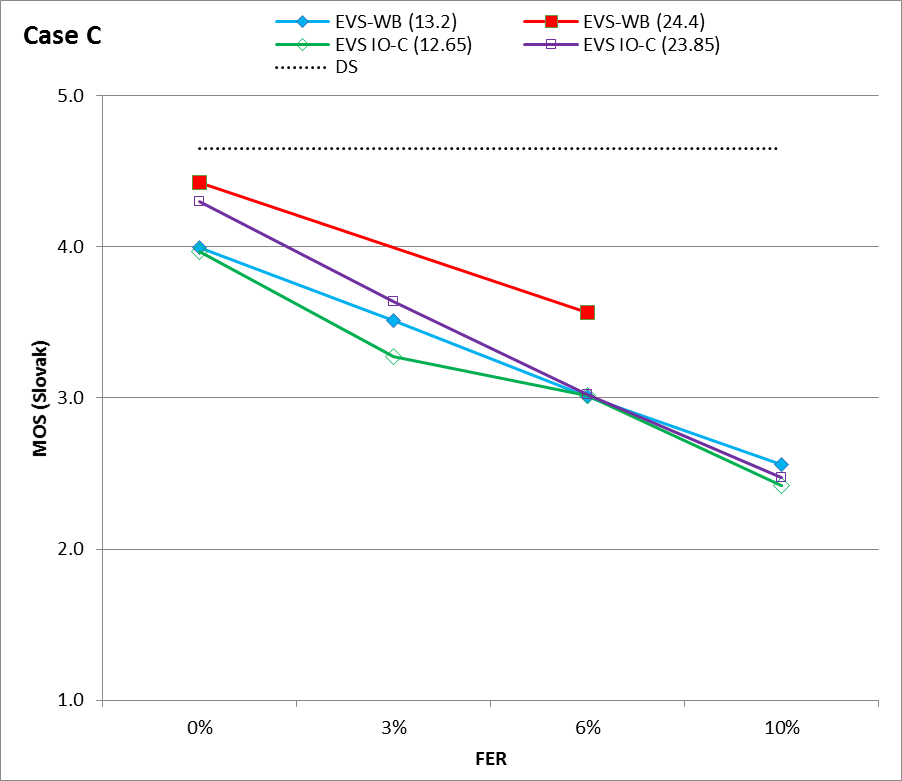 Case C
EVS-WB (13.2)
EVS-WB (24.4)
EVS IO-C (12.65)
EVS IO-C (23.85)
DS
5.0
4.0
3.0
2.0
1.0
MOS (Slovak)
0%
3%
6%
10%
FER